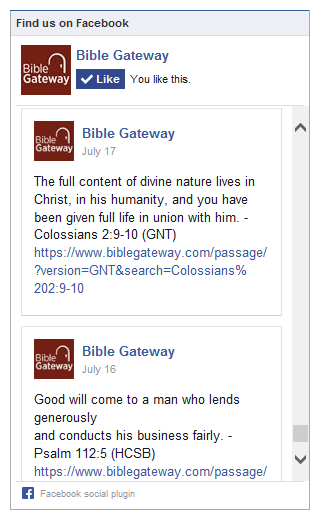 Find us on Facebook
Bible Gateway
Bible
Gateway
Like You like this.
Bible
Gateway
Bible Gateway
July 17
The full content of divine nature lives in
Christ, in his humanity, and you have
been given full life in union with him. -
Colossians 2:9-10 (GNT)
https://www.biblegateway.com/passage/
?version=GNT&search=Colossians%
202:9-10
Bible
Gateway
Bible Gateway
July 16
Good will come to a man who lends
generously
and conducts his business fairly. -
Psalm 112:5 (HCSB)
https://www.biblegateway.com/passage/
Facebook social plugin